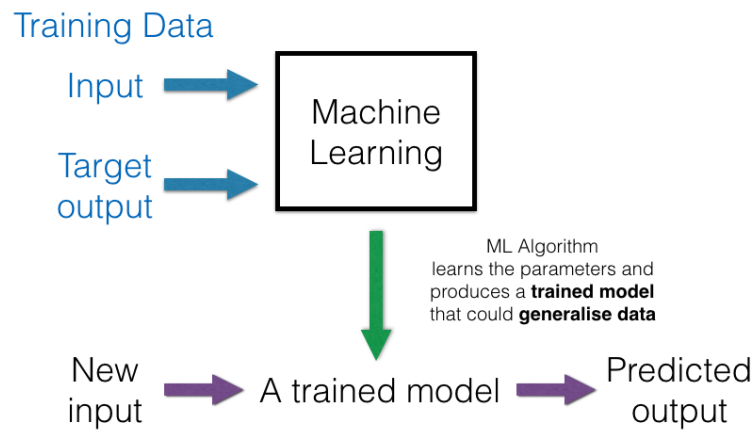 Training Data
Input
Machine
Learning
Target
output
ML Algorithm
learns the parameters and
produces a trained model
that could generalise data
New
input
A trained model
Predicted
output